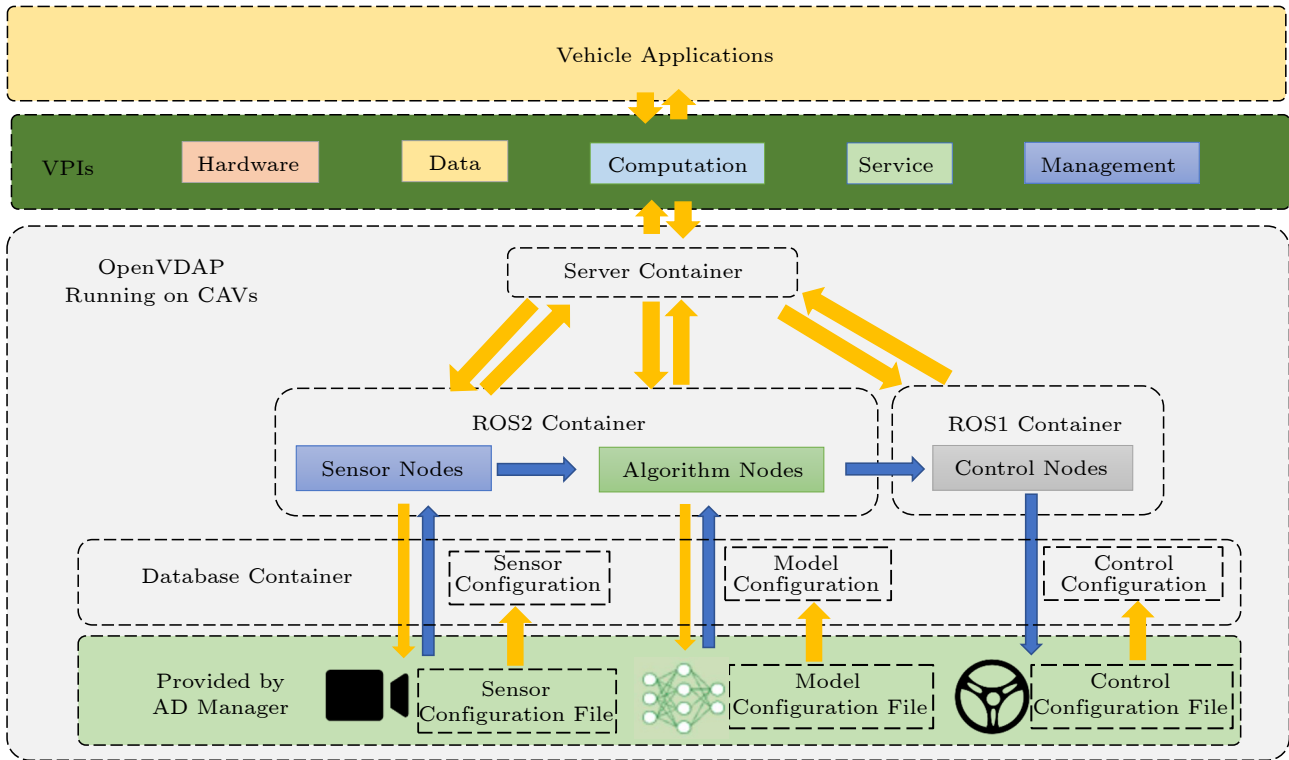 Vehicle Applications
VPIs
Hardware
Data
Computation
Service
Management
OpenVDAP
Running on CAVs
Server Container
ROS2 Container
ROS1 Container
Sensor Nodes
Algorithm Nodes
Control Nodes
Database Container
Sensor
Configuration
Model
Configuration
Control
Configuration
Provided by
AD Manager
Sensor
Configuration File
Model
Configuration File
Control
Configuration File